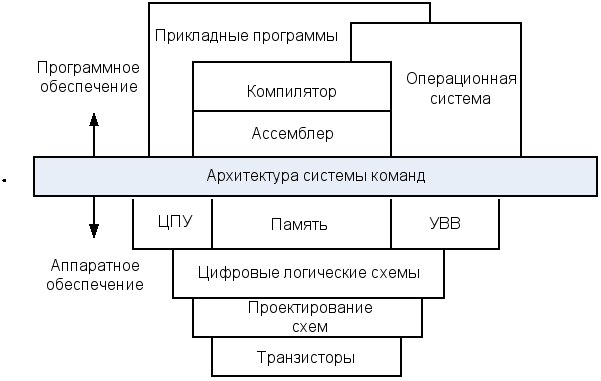 Прикладные программы
Программное
обеспечение
Операционная
система
Компилятор
Ассемблер
Архитектура системы команд
ЦПУ
Память
УВВ
Аппаратное
обеспечение
Цифровые логические схемы
Проектирование
схем
Транзисторы